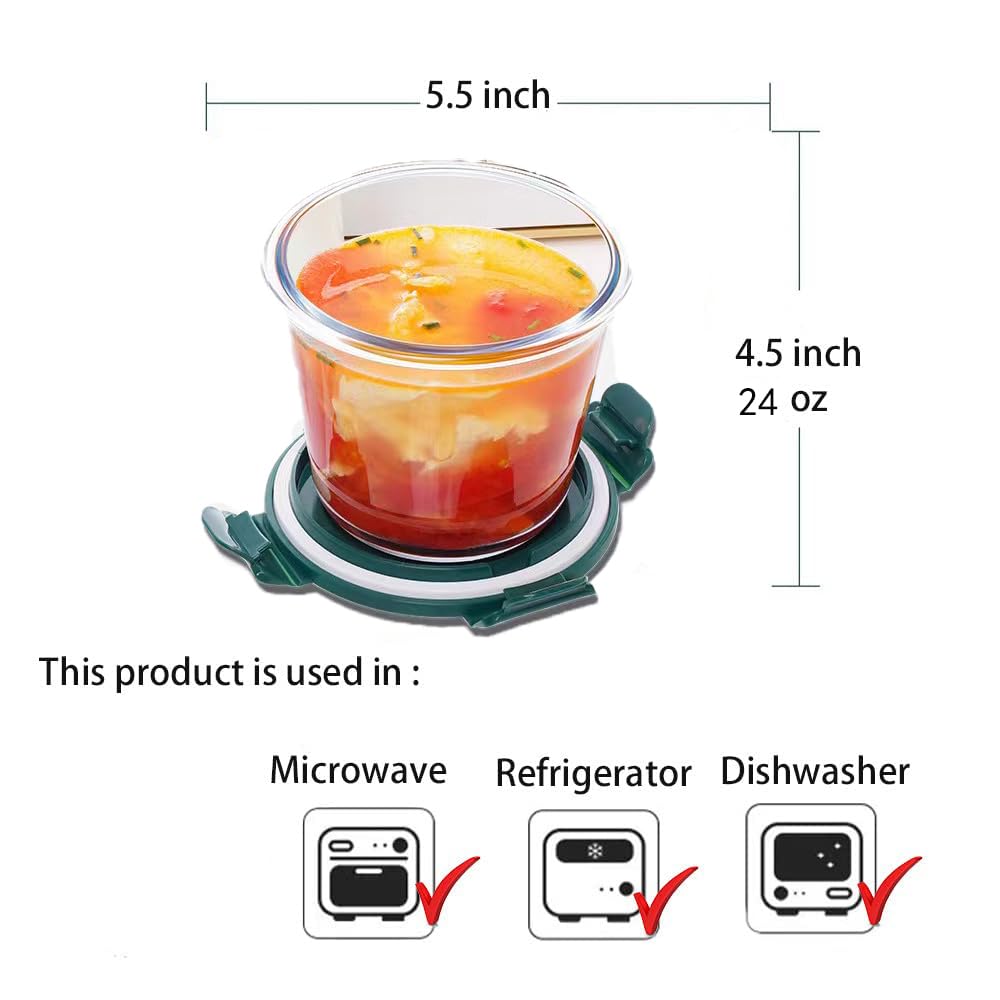 5.5 inch
4.5 inch
24 oz
This product is used in :
Microwave Refrigerator Dishwasher